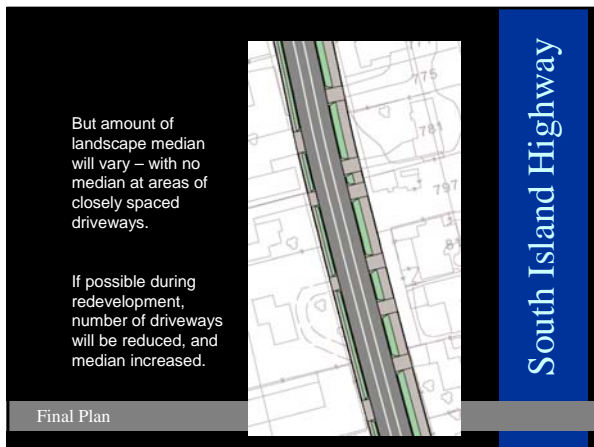 But amount of
landscape median
will vary – with no
median at areas of
closely spaced
driveways.
If possible during
redevelopment,
number of driveways
will be reduced, and
median increased.
775
781
797
South Island Highway
Final Plan